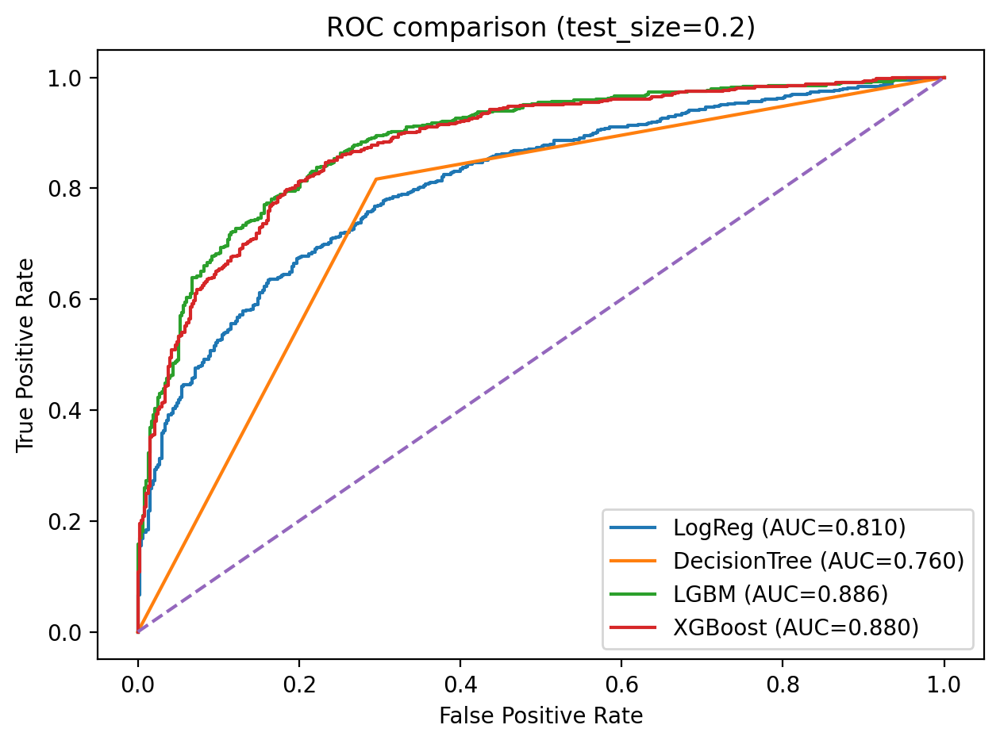 ROC comparison (test_size=0.2)
True Positive Rate
1.0
0.8
0.6
0.4
0.2
0.0
LogReg (AUC=0.810)
DecisionTree (AUC=0.760)
LGBM (AUC=0.886)
XGBoost (AUC=0.880)
0.0 0.2 0.4 0.6 0.8 1.0
False Positive Rate